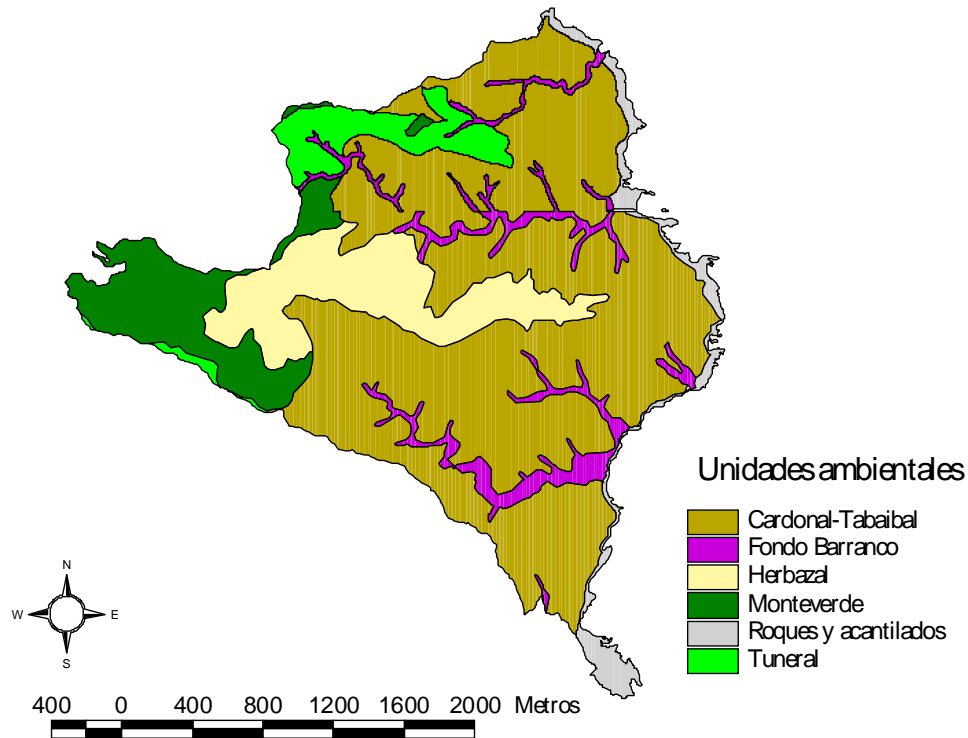 Unidades ambientales
Cardonal-Tabaibal
Fondo Barranco
Herbazal
Monteverde
Roques y acantilados
Tuneral
N
W E
S
400 0 400 800 1200 1600 2000 Metros